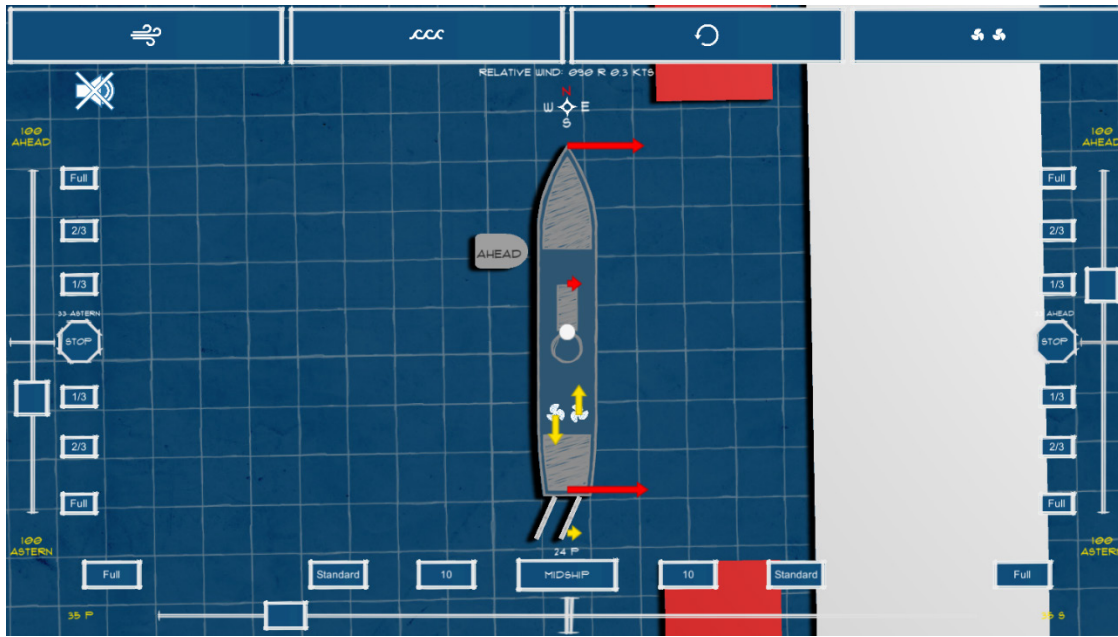 RELATIVE WIND: 090 R 0.3 KTS
N
W E
S
100
AHEAD
100
AHEAD
Full
Full
2/3
2/3
AHEAD
1/3
1/3
33 ASTERN
AHEAD
STOP
STOP
1/3
1/3
2/3
2/3
Full
Full
100
ASTERN
100
ASTERN
24 P
Full
Standard
10
MIDSHIP
10
Standard
Full
35 P
35 S